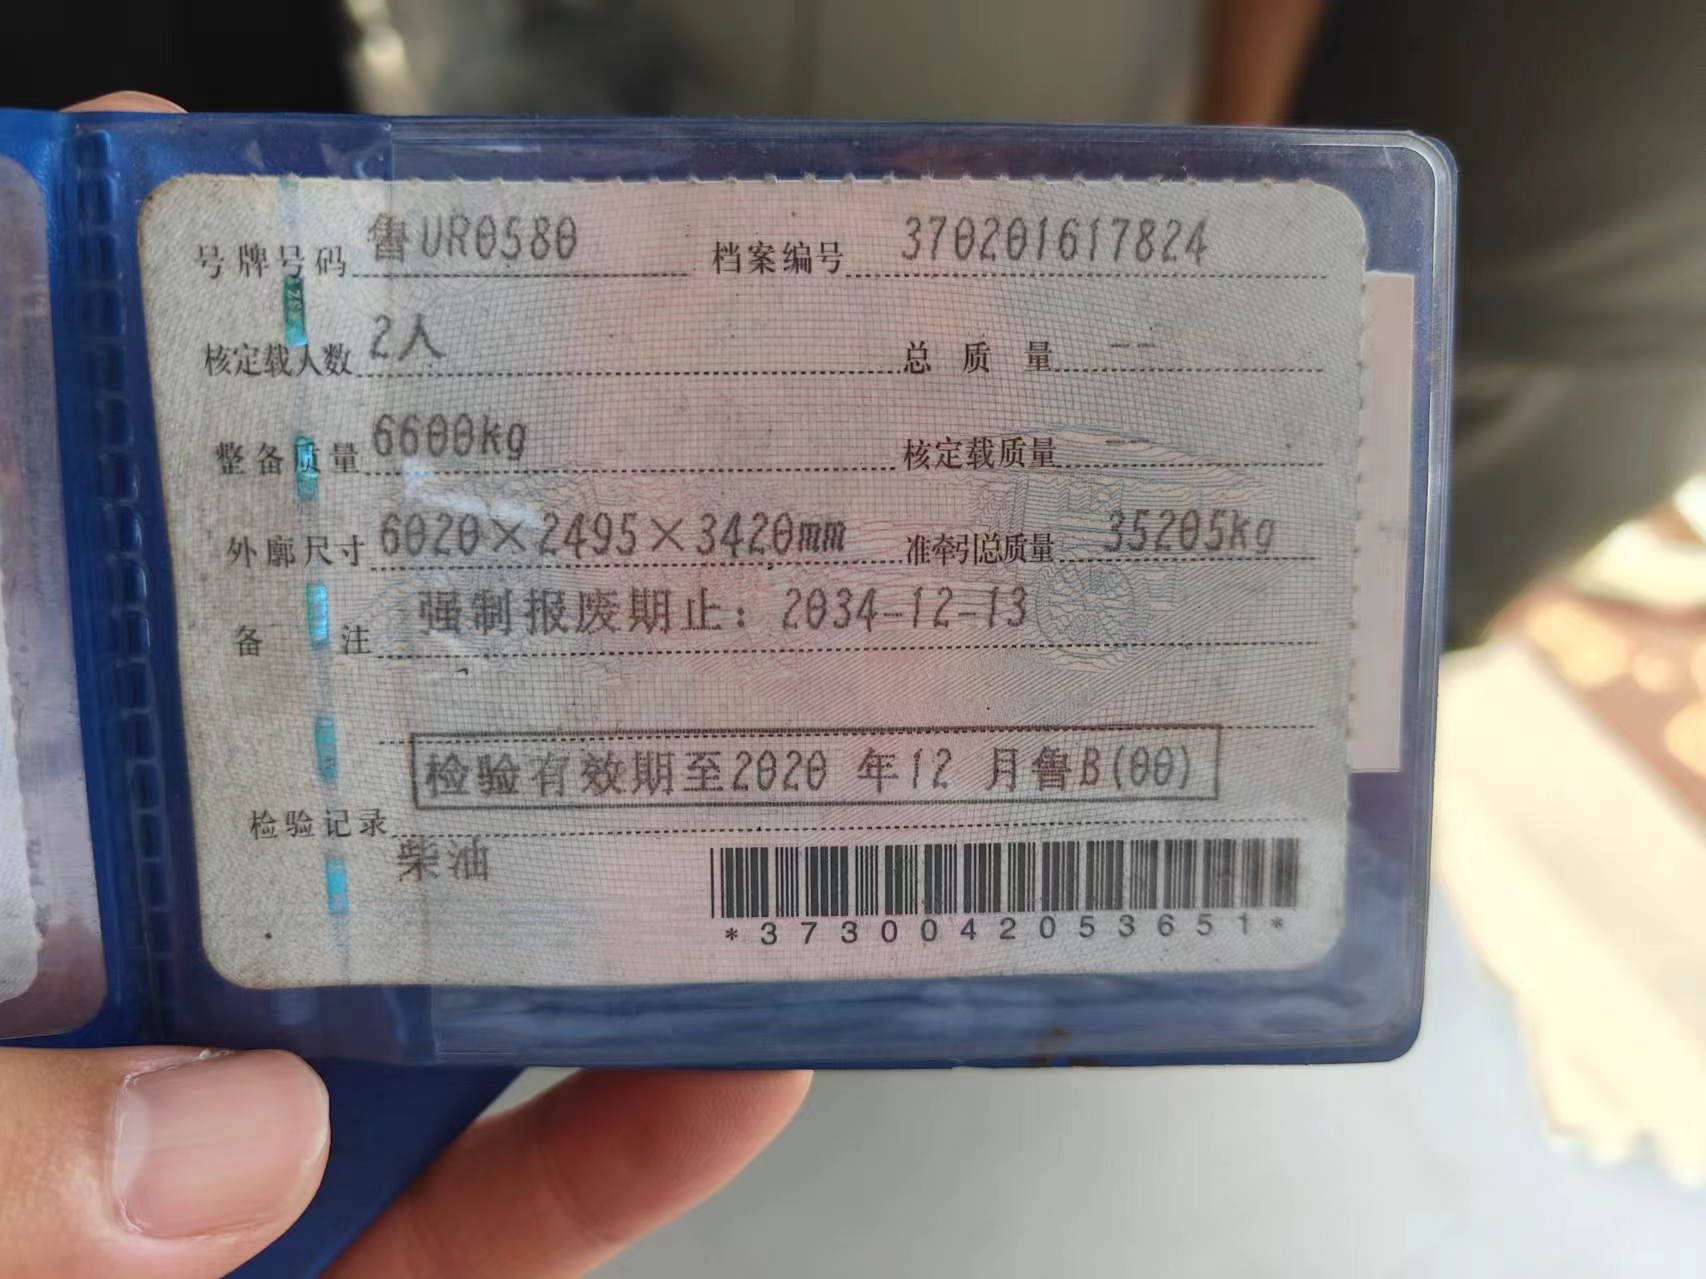 号牌号码 鲁UR0580 档案编号 370201617824
核定载人数 2人 总质量 --
整备质量 6600kg 核定载质量 --
外廓尺寸 6020×2495×3420mm 准牵引总质量 35205kg
备注 强制报废期止：2034-12-13
检验有效期至2020 年12 月鲁B(00)
检验记录
柴油
*3730042053651*